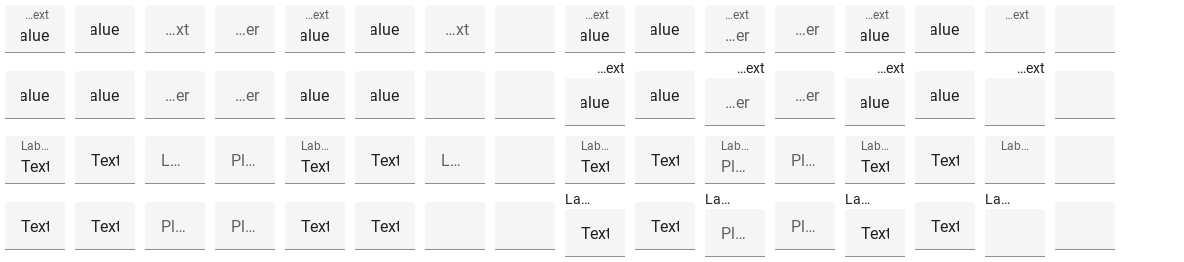 ...ext ...ext ...ext ...ext ...ext ...ext
alue alue ...xt ...er alue alue ...xt alue alue ...er ...er alue alue
...ext ...ext ...ext ...ext
alue alue ...er ...er alue alue alue alue ...er ...er alue alue
Lab... Lab... Lab... Lab... Lab... Lab...
Text Text L... Pl... Text Text L... Text Text Pl... Pl... Text Text
La... La... La... La...
Text Text Pl... Pl... Text Text Text Text Pl... Pl... Text Text